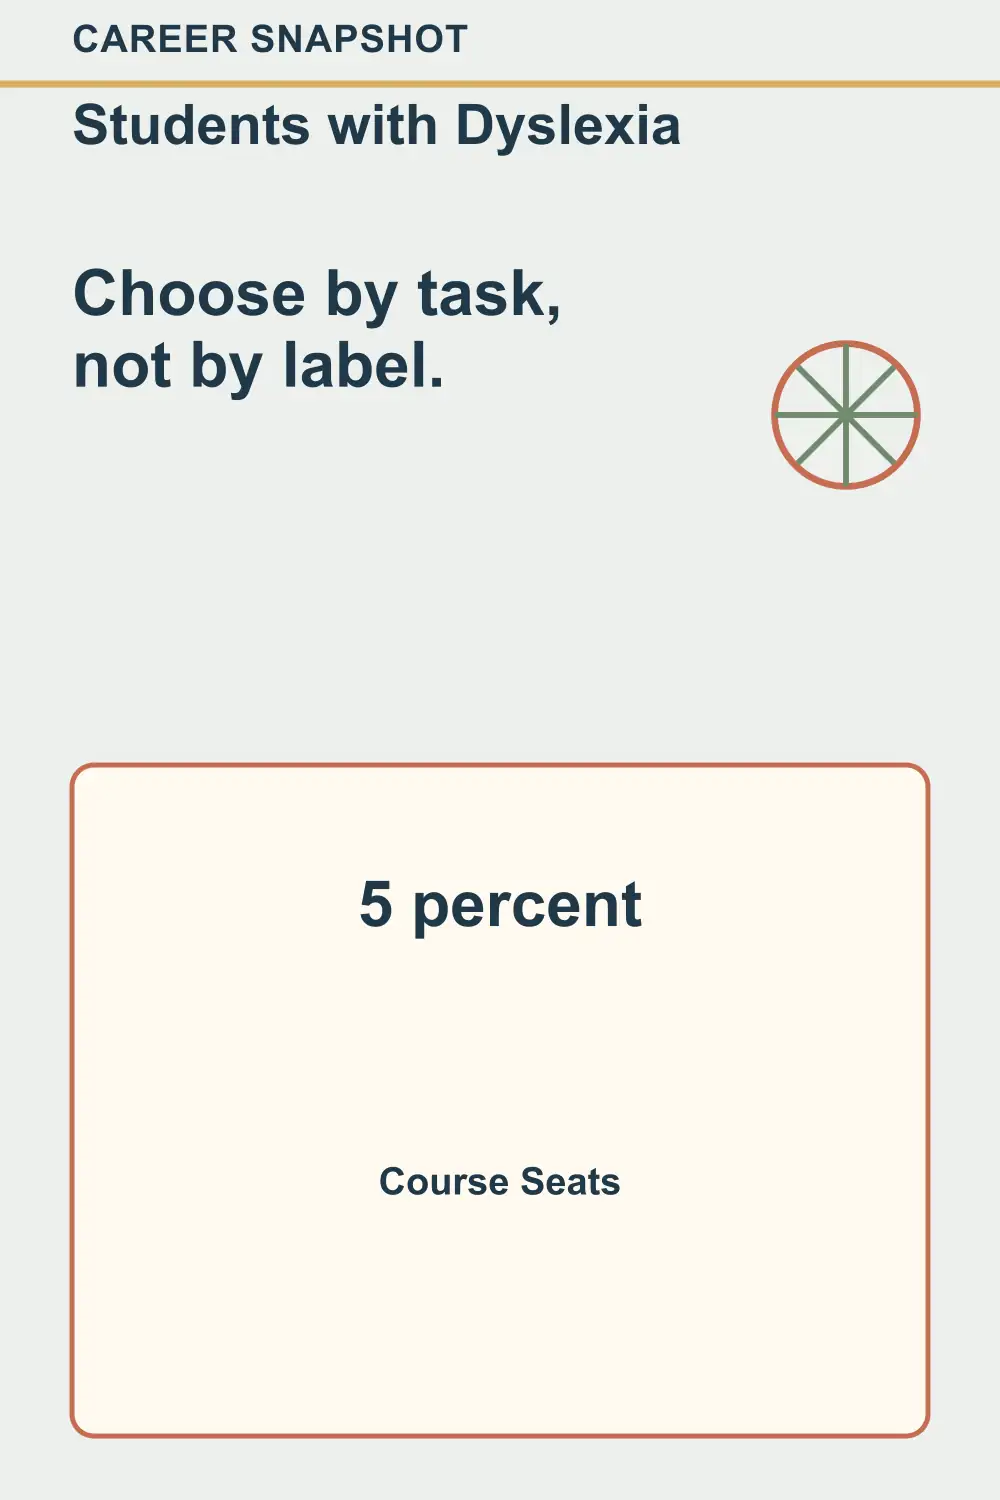 CAREER SNAPSHOT
Students with Dyslexia
Choose by task,
not by label.
5 percent
Course Seats